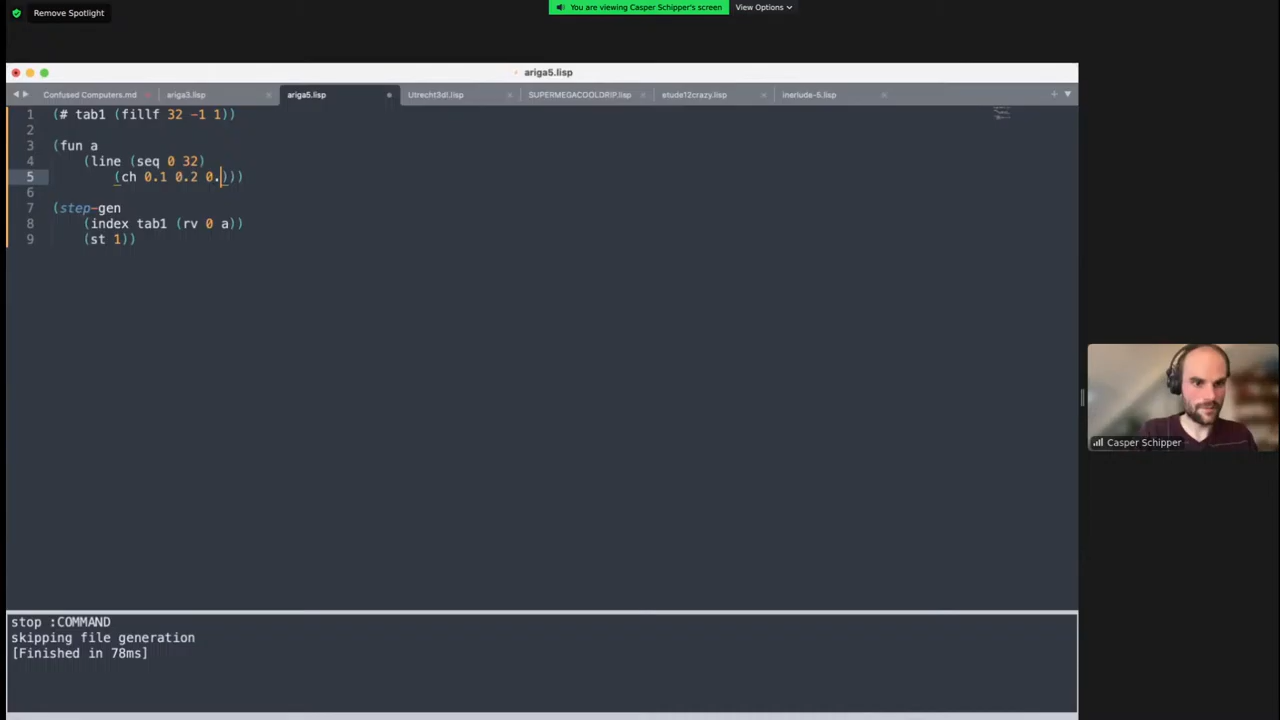 Remove Spotlight
You are viewing Casper Schipper's screen
View Options
ariga5.lisp
Confused Computers.md
ariga3.lisp
ariga5.lisp
Utrecht3d!.lisp
SUPERMEGACOOLDRIP.lisp
etude12crazy.lisp
inerlude-5.lisp
1 (# tab1 (fillf 32 -1 1))
2
3 (fun a
4 (line (seq 0 32)
5 (ch 0.1 0.2 0.)))
6
7 (step-gen
8 (index tab1 (rv 0 a))
9 (st 1))
Casper Schipper
stop :COMMAND
skipping file generation
[Finished in 78ms]